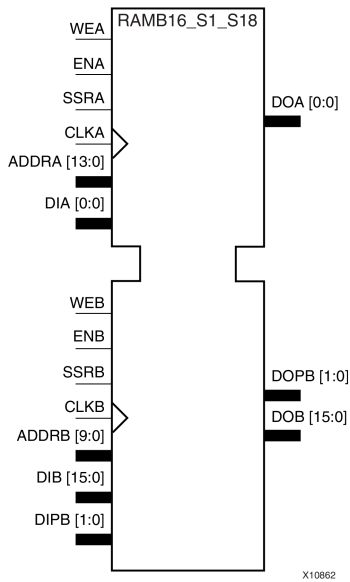 RAMB16_S1_S18
WEA
ENA
SSRA
CLKA
ADDRA [13:0]
DIA [0:0]
DOA [0:0]
WEB
ENB
SSRB
CLKB
ADDRB [9:0]
DIB [15:0]
DIPB [1:0]
DOPB [1:0]
DOB [15:0]
X10862